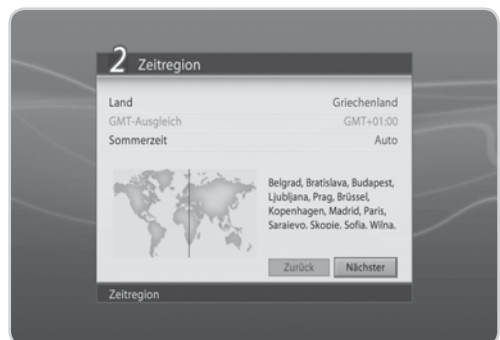 2 Zeitregion
Land Griechenland
GMT-Ausgleich GMT+01:00
Sommerzeit Auto
Belgrad, Bratislava, Budapest,
Ljubljana, Prag, Brüssel,
Kopenhagen, Madrid, Paris,
Sarajevo, Skopje, Sofia, Wilna,
Zurück Nächster
Zeitregion